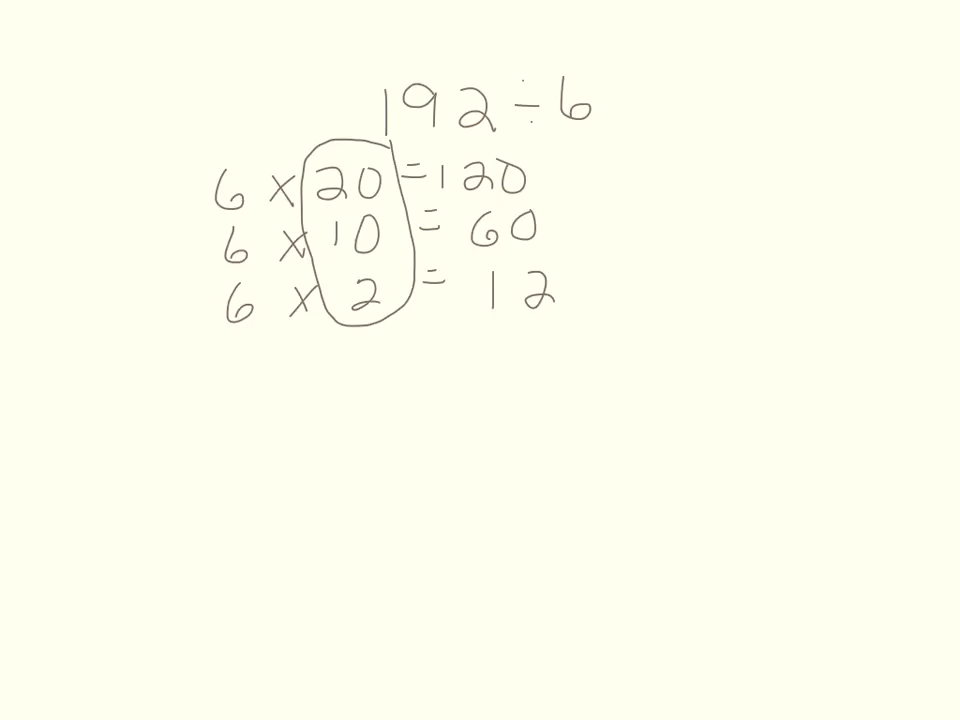 192 ÷ 6
6 × 20 = 120
6 × 10 = 60
6 × 2 = 12